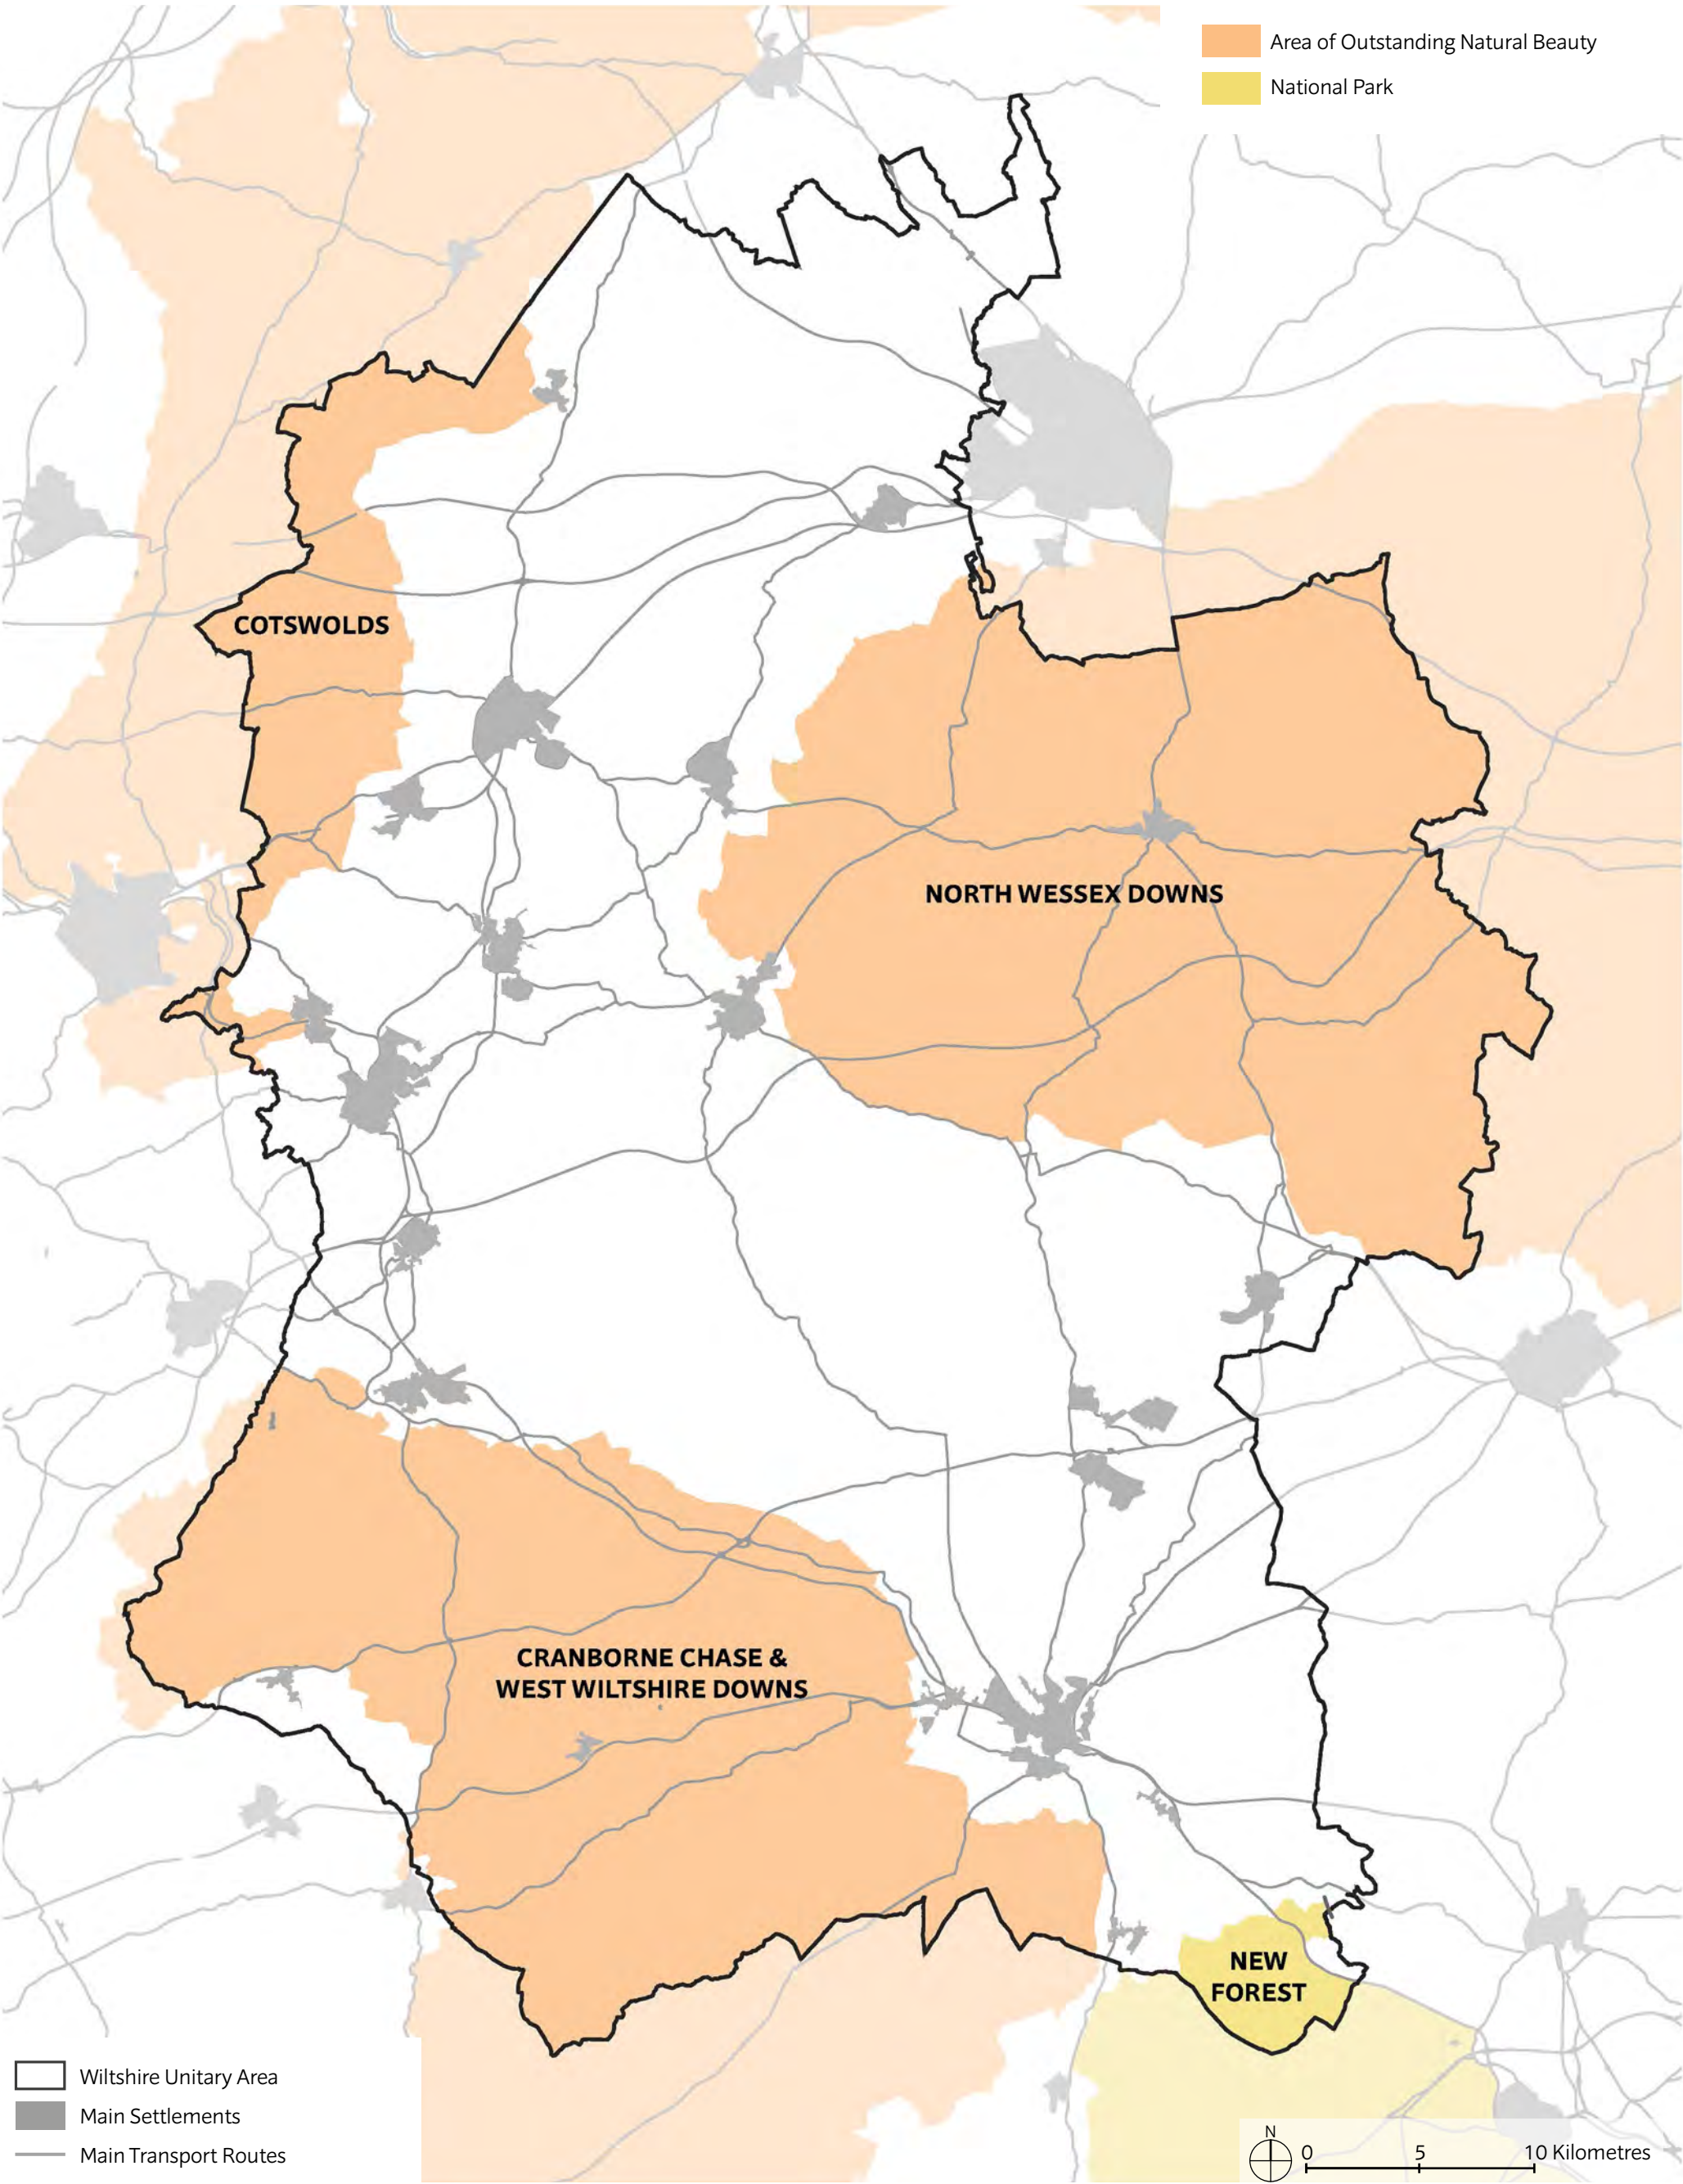 Area of Outstanding Natural Beauty
National Park
COTSWOLDS
NORTH WESSEX DOWNS
CRANBORNE CHASE &
WEST WILTSHIRE DOWNS
NEW
FOREST
Wiltshire Unitary Area
Main Settlements
Main Transport Routes
N
0 5 10 Kilometres